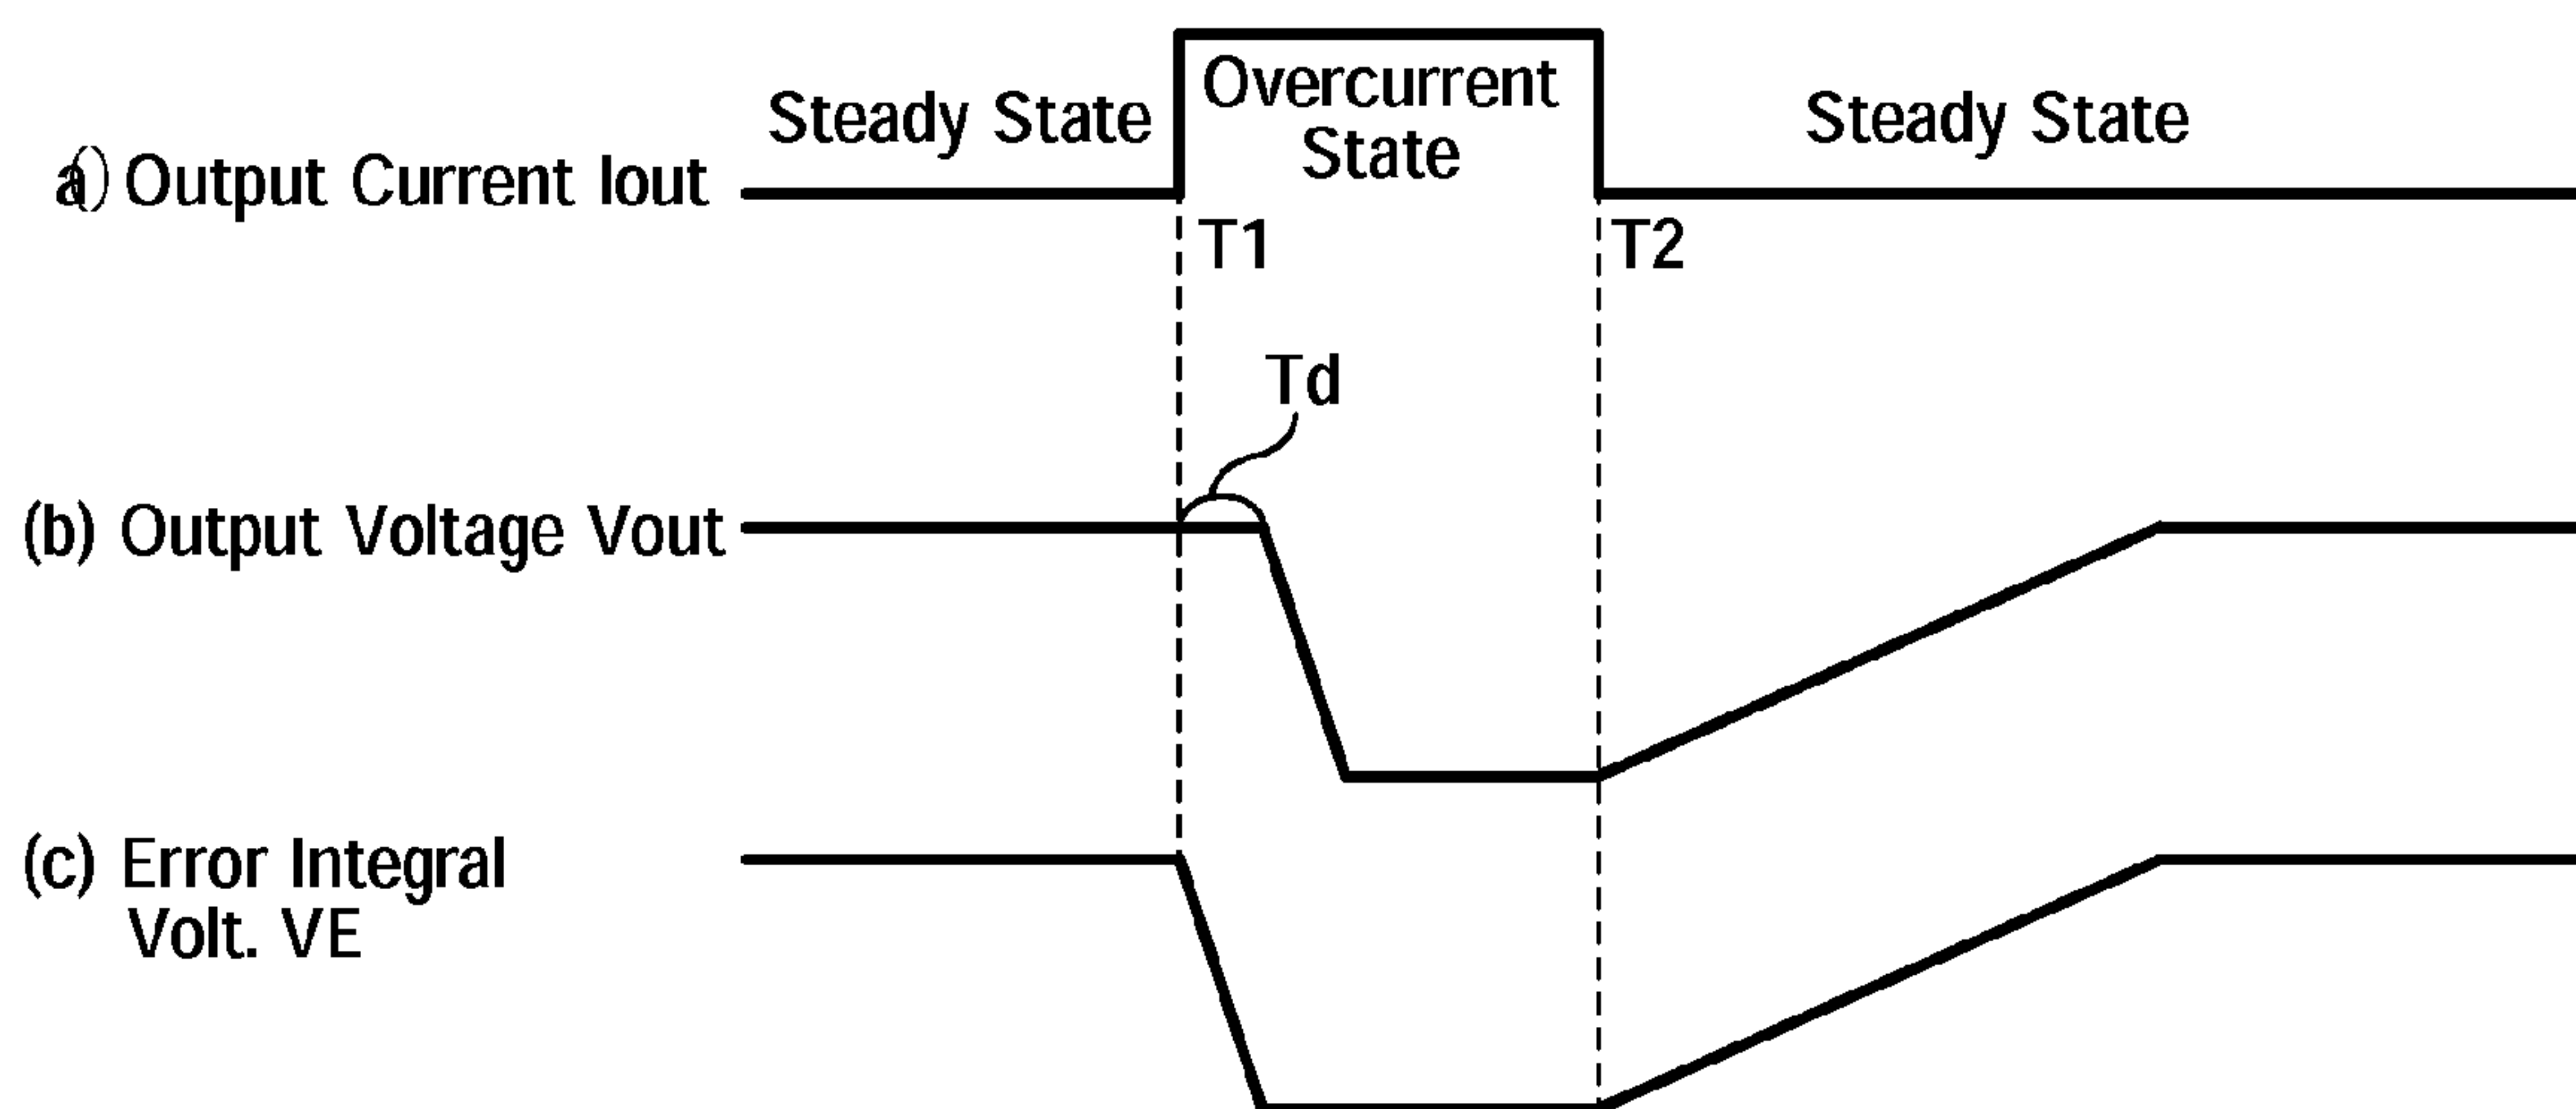 Overcurrent
State
Steady State
Steady State
a) Output Current Iout
T1
T2
Td
(b) Output Voltage Vout
(c) Error Integral
Volt. VE